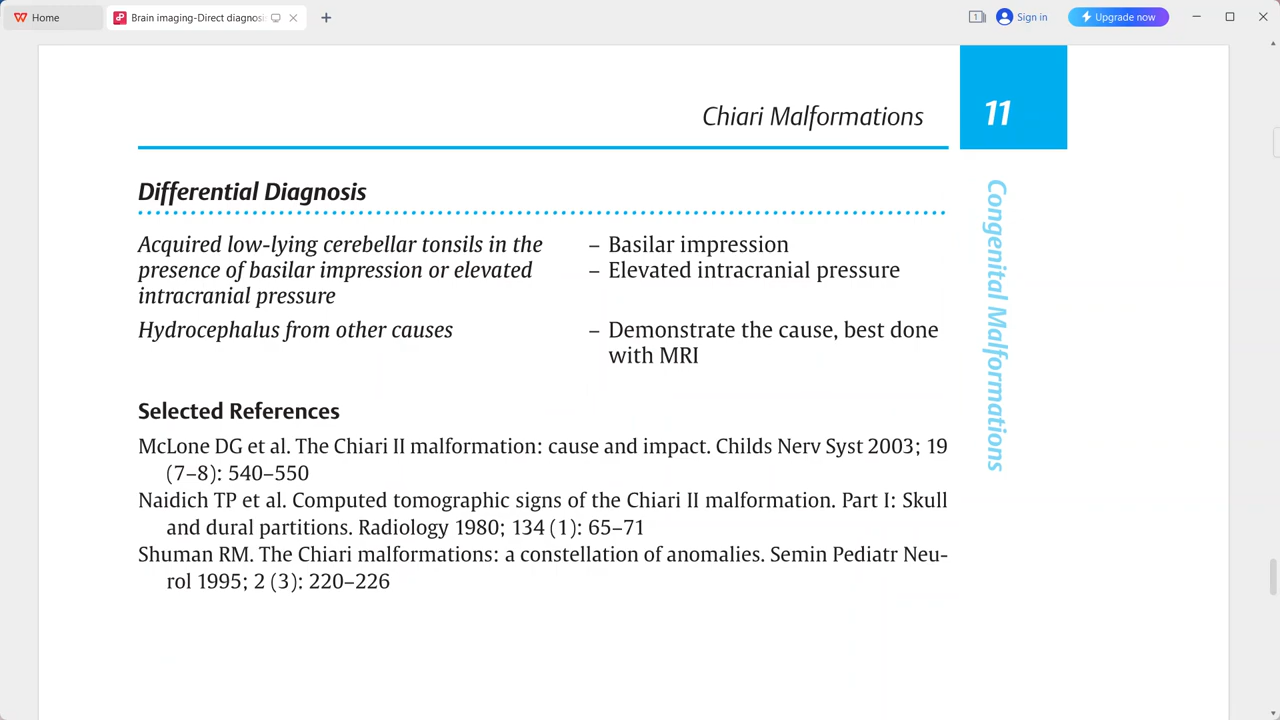 Home
Brain imaging-Direct diagnosi
1
Sign in
Upgrade now
Chiari Malformations
11
Congenital Malformations
Differential Diagnosis
Acquired low-lying cerebellar tonsils in the
presence of basilar impression or elevated
intracranial pressure
– Basilar impression
– Elevated intracranial pressure
Hydrocephalus from other causes
– Demonstrate the cause, best done
with MRI
Selected References
McLone DG et al. The Chiari II malformation: cause and impact. Childs Nerv Syst 2003; 19
(7–8): 540–550
Naidich TP et al. Computed tomographic signs of the Chiari II malformation. Part I: Skull
and dural partitions. Radiology 1980; 134 (1): 65–71
Shuman RM. The Chiari malformations: a constellation of anomalies. Semin Pediatr Neu-
rol 1995; 2 (3): 220–226